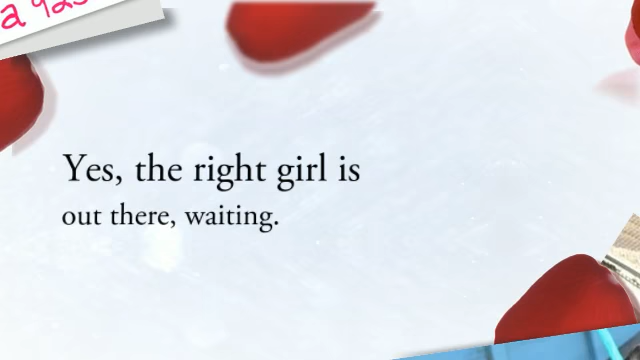 Yes, the right girl is
out there, waiting.